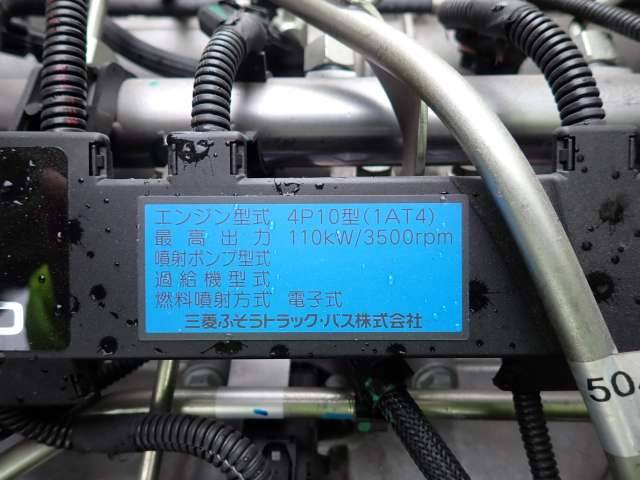 エンジン型式 4P10型(1AT4)
最高出力 110kW/3500rpm
噴射ポンプ型式
過給機型式
燃料噴射方式 電子式
三菱ふそうトラック・バス株式会社
504